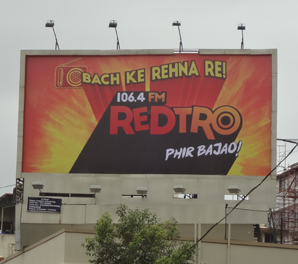 BACH KE REHNA RE!
106.4 FM
REDTRO
PHIR BAJAO!